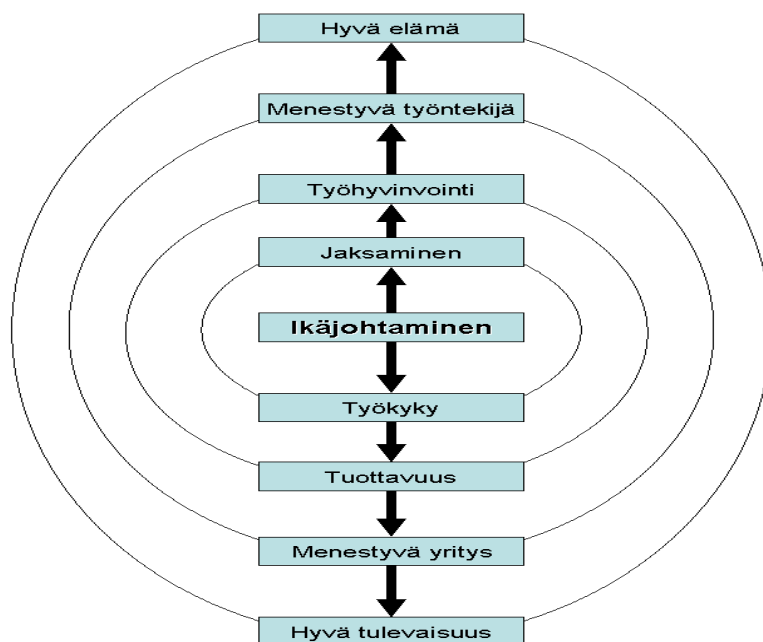 Hyvä elämä
Menestyvä työntekijä
Työhyvinvointi
Jaksaminen
Ikäjohtaminen
Työkyky
Tuottavuus
Menestyvä yritys
Hyvä tulevaisuus